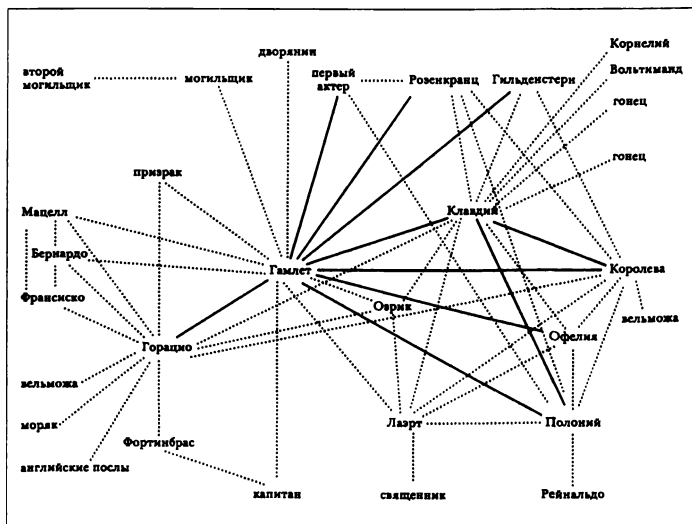 дворянин
Корнелий
второй
могильщик
могильщик
первый
актер
Розенкранц
Гильденстерн
Вольтиманд
гонец
гонец
призрак
Мацелл
Клавдий
Бернардо
Гамлет
Королева
Франсиско
Озрик
вельможа
Горацио
Офелия
вельможа
моряк
Фортинбрас
Лаэрт
Полоний
английские послы
капитан
священник
Рейнальдо